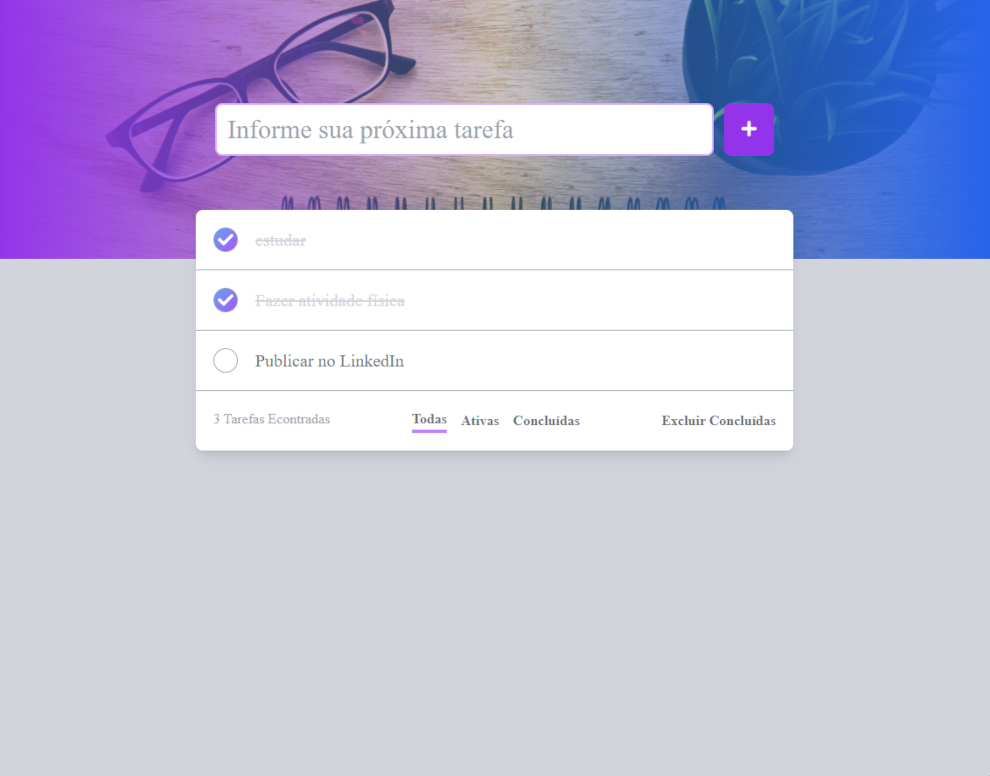 Informe sua próxima tarefa
+
estudar
Fazer atividade física
Publicar no LinkedIn
3 Tarefas Econtradas Todas Ativas Concluídas Excluir Concluídas